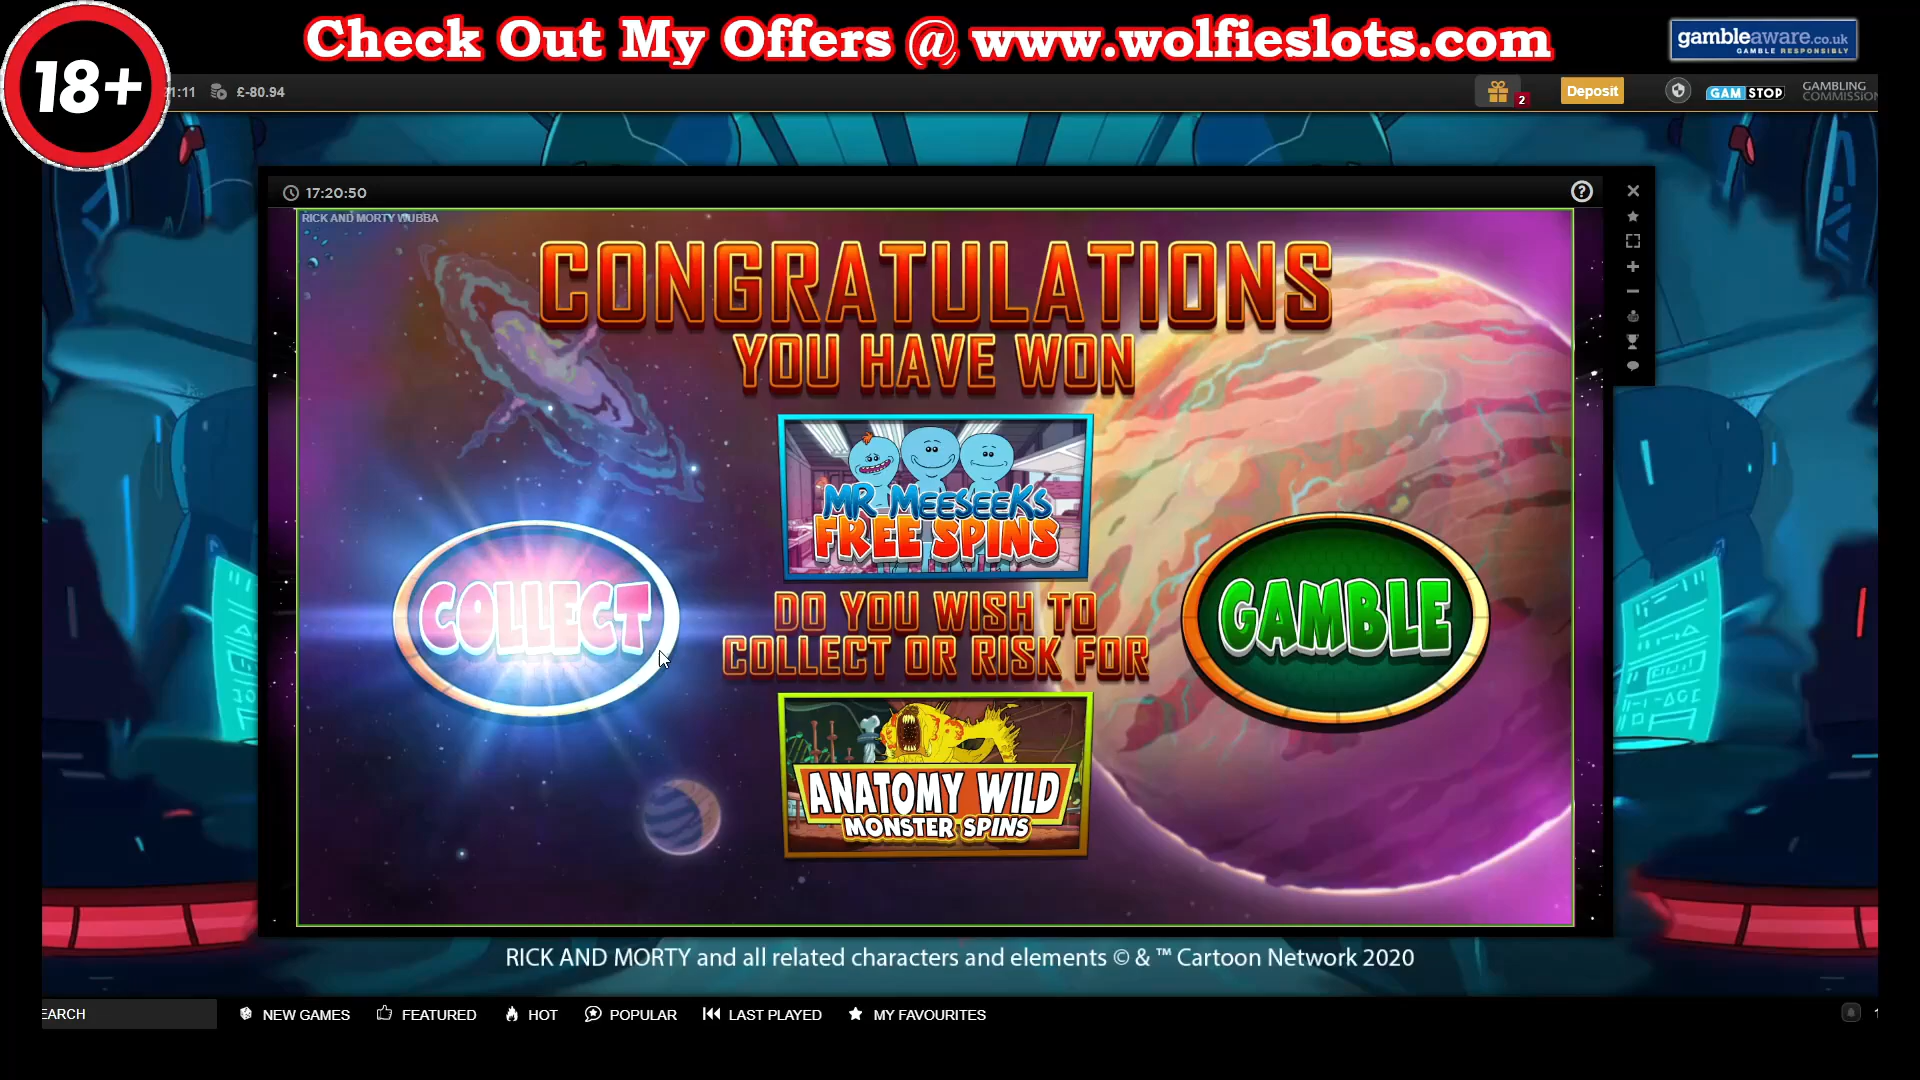 Check Out My Offers @ www.wolfieslots.com
18+
gambleaware.co.uk
GAMBLE RESPONSIBLY
1:11
£-80.94
2
Deposit
GAMSTOP
GAMBLING
COMMISSION
17:20:50
?
RICK AND MORTY WUBBA
CONGRATULATIONS
YOU HAVE WON
MR MEESEEKS
FREE SPINS
COLLECT
DO YOU WISH TO
COLLECT OR RISK FOR
GAMBLE
ANATOMY WILD
MONSTER SPINS
RICK AND MORTY and all related characters and elements © & ™ Cartoon Network 2020
EARCH
NEW GAMES
FEATURED
HOT
POPULAR
LAST PLAYED
MY FAVOURITES